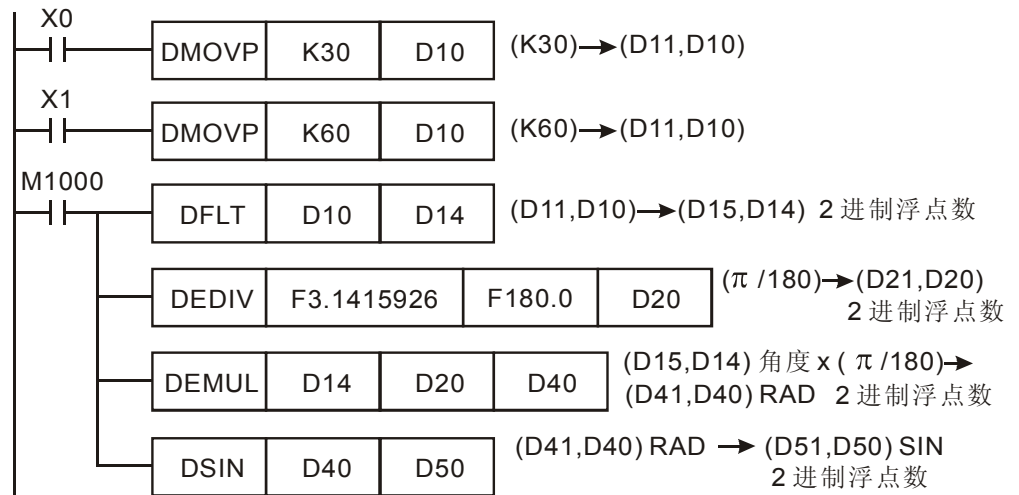 X0
DMOVP K30 D10 (K30)→(D11,D10)
X1
DMOVP K60 D10 (K60)→(D11,D10)
M1000
DFLT D10 D14 (D11,D10)→(D15,D14) 2 进制浮点数
DEDIV F3.1415926 F180.0 D20 (π /180)→(D21,D20)
2 进制浮点数
DEMUL D14 D20 D40 (D15,D14) 角度 x ( π /180)→
(D41,D40) RAD 2 进制浮点数
DSIN D40 D50 (D41,D40) RAD → (D51,D50) SIN
2 进制浮点数